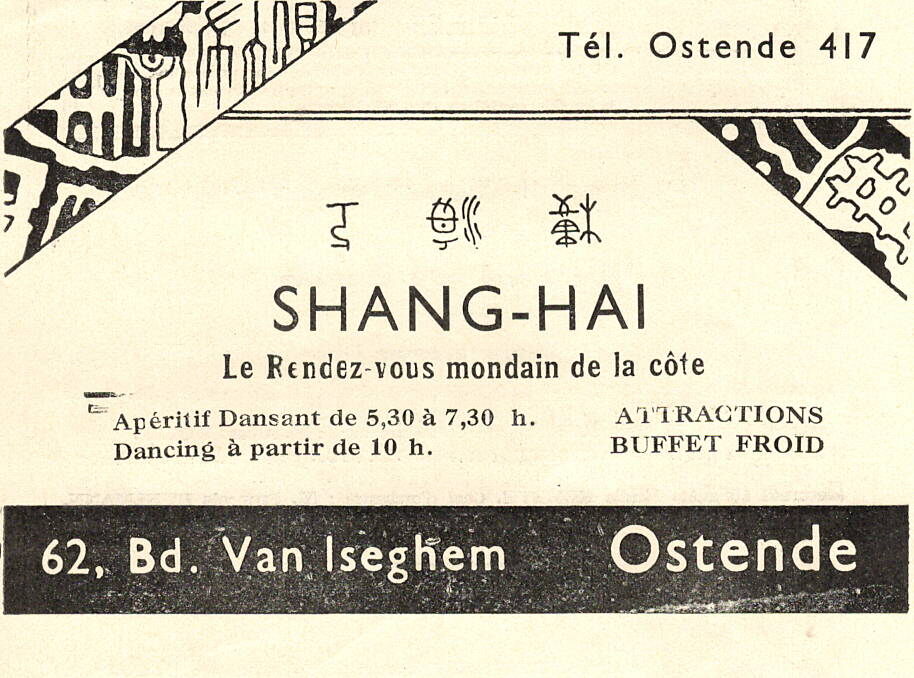 Tél. Ostende 417
SHANG-HAI
Le Rendez-vous mondain de la côte
Apéritif Dansant de 5,30 à 7,30 h.
ATTRACTIONS
Dancing à partir de 10 h.
BUFFET FROID
62, Bd. Van Iseghem
Ostende